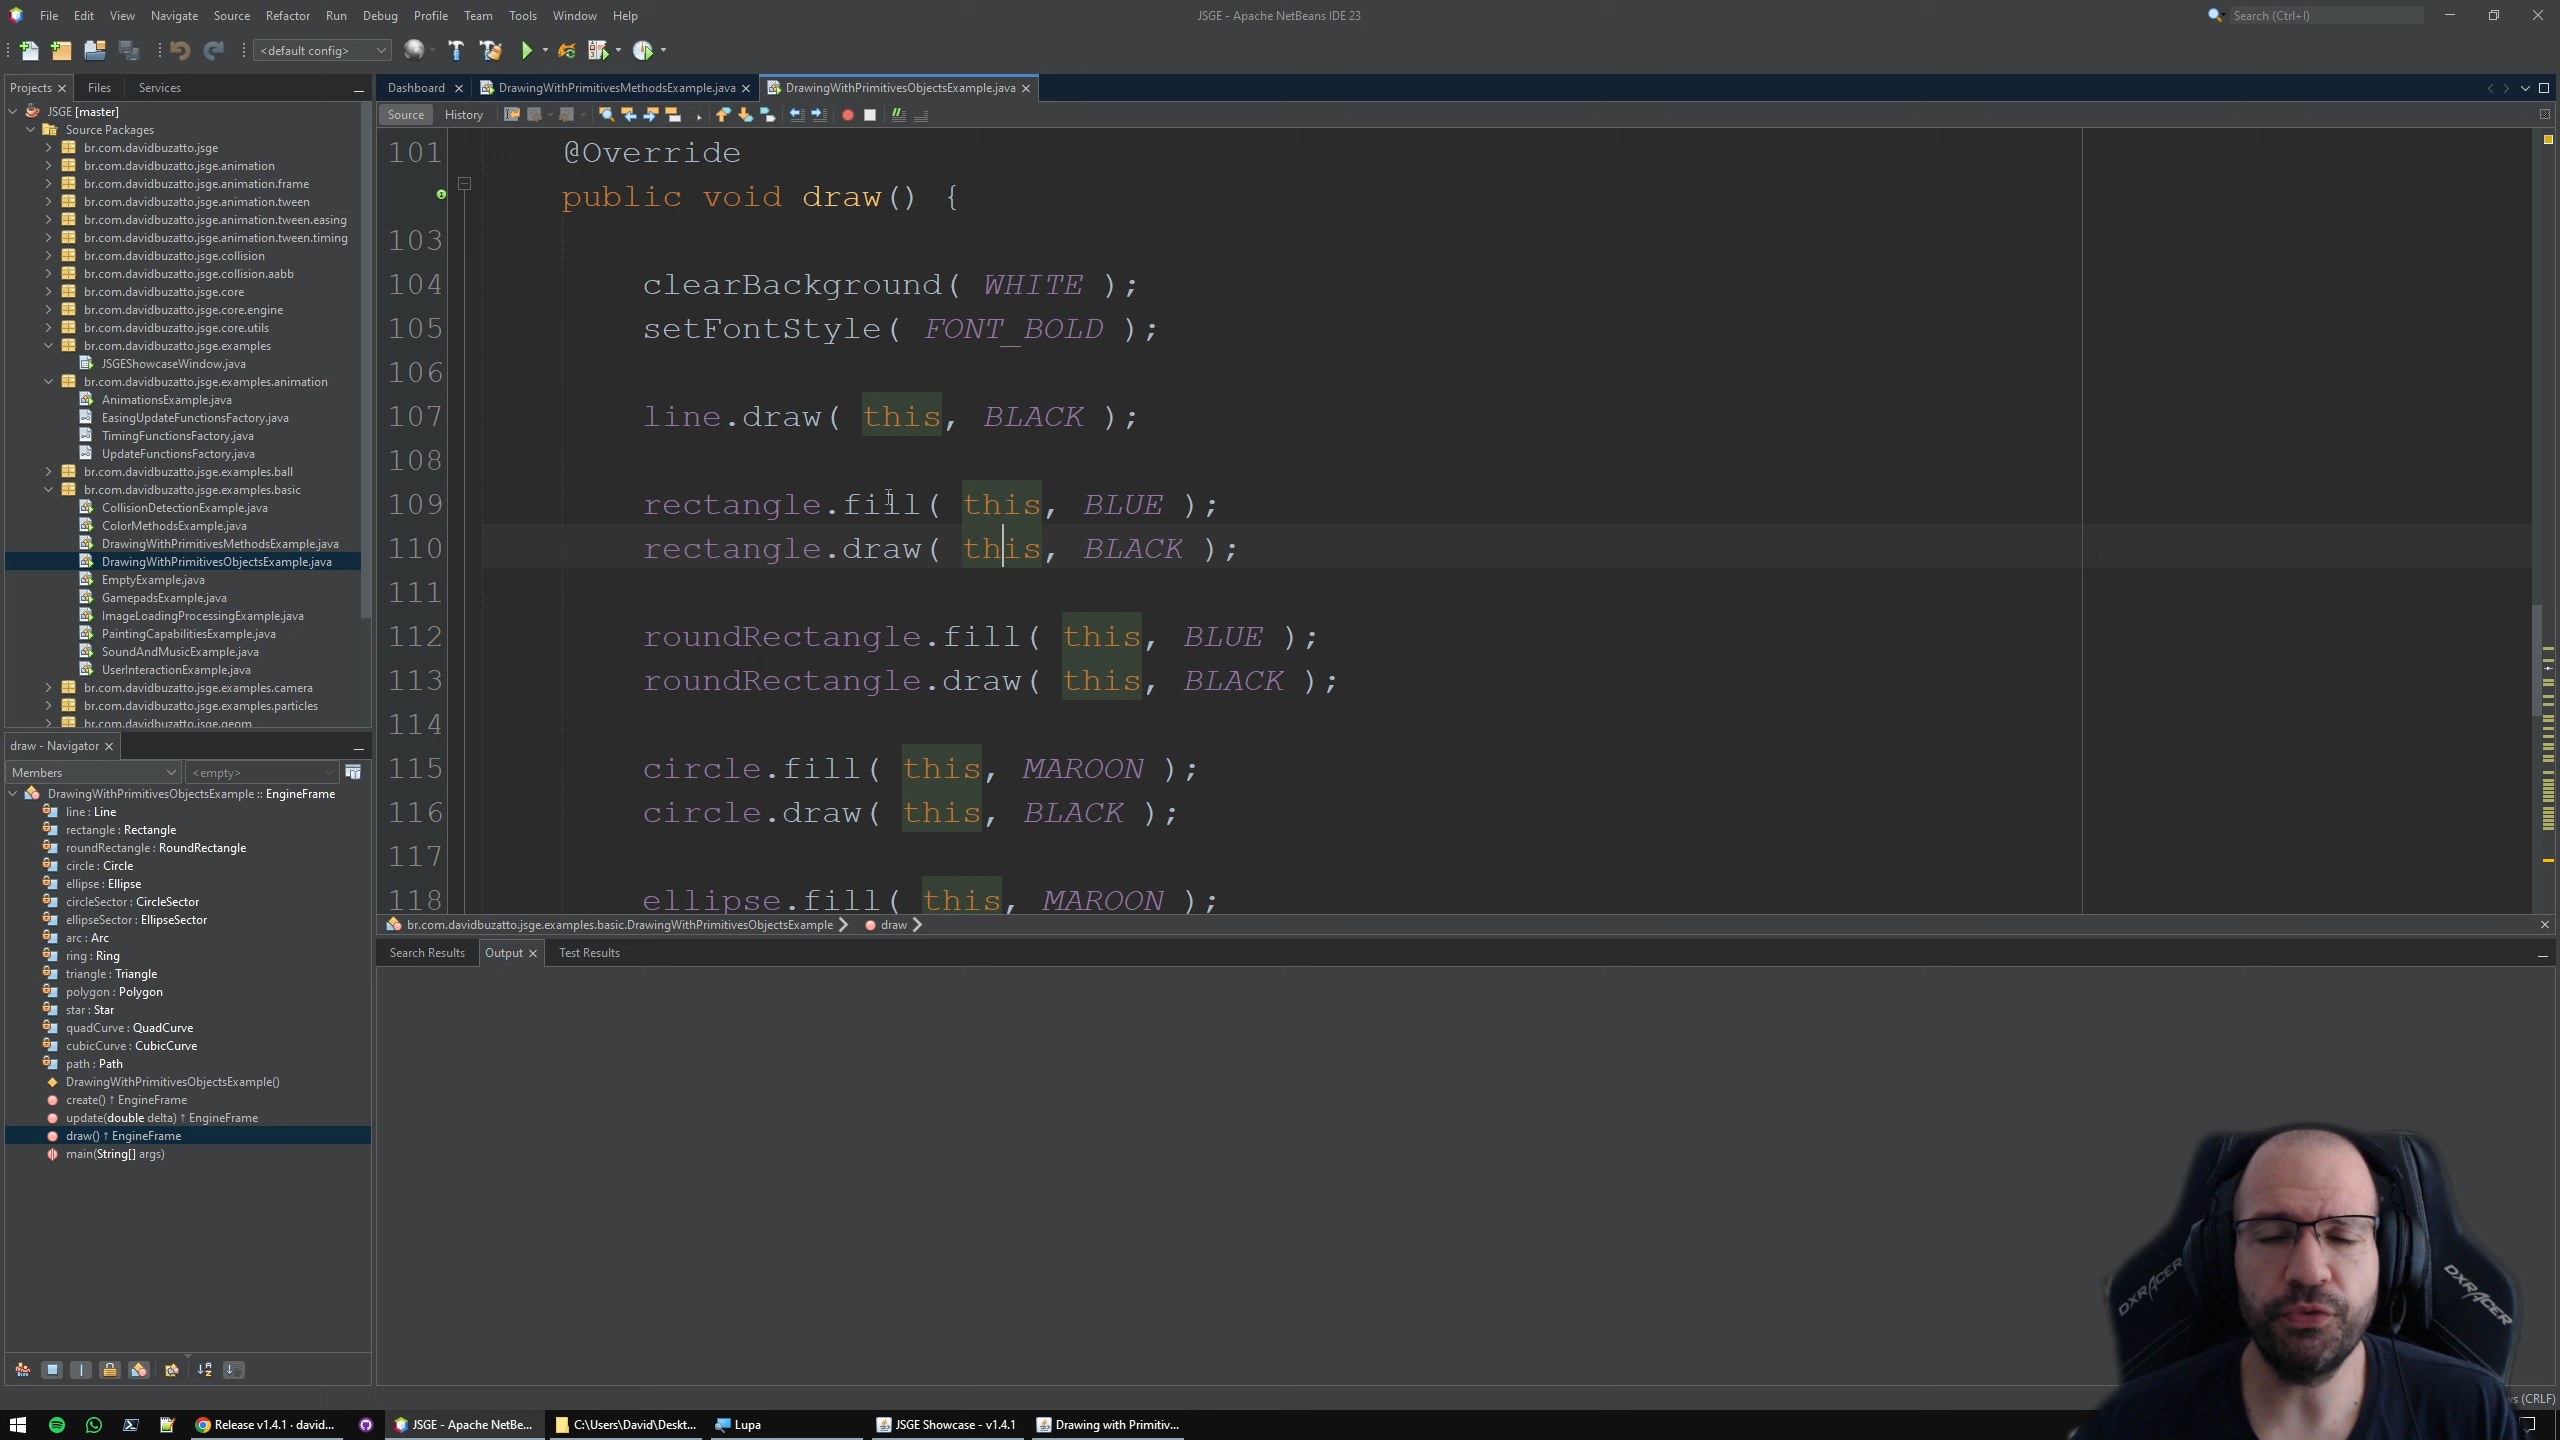 File Edit View Navigate Source Refactor Run Debug Profile Team Tools Window Help
JSGE - Apache NetBeans IDE 23
Search (Ctrl+I)
<default config>
Projects Files Services
Dashboard DrawingWithPrimitivesMethodsExample.java DrawingWithPrimitivesObjectsExample.java
Source History
JSGE [master]
Source Packages
br.com.davidbuzatto.jsge
br.com.davidbuzatto.jsge.animation
br.com.davidbuzatto.jsge.animation.frame
br.com.davidbuzatto.jsge.animation.tween
br.com.davidbuzatto.jsge.animation.tween.easing
br.com.davidbuzatto.jsge.animation.tween.timing
br.com.davidbuzatto.jsge.collision
br.com.davidbuzatto.jsge.collision.aabb
br.com.davidbuzatto.jsge.core
br.com.davidbuzatto.jsge.core.engine
br.com.davidbuzatto.jsge.core.utils
br.com.davidbuzatto.jsge.examples
JSGEShowcaseWindow.java
br.com.davidbuzatto.jsge.examples.animation
AnimationsExample.java
EasingUpdateFunctionsFactory.java
TimingFunctionsFactory.java
UpdateFunctionsFactory.java
br.com.davidbuzatto.jsge.examples.ball
br.com.davidbuzatto.jsge.examples.basic
CollisionDetectionExample.java
ColorMethodsExample.java
DrawingWithPrimitivesMethodsExample.java
DrawingWithPrimitivesObjectsExample.java
EmptyExample.java
GamepadsExample.java
ImageLoadingProcessingExample.java
PaintingCapabilitiesExample.java
SoundAndMusicExample.java
UserInteractionExample.java
br.com.davidbuzatto.jsge.examples.camera
br.com.davidbuzatto.jsge.examples.particles
br.com.davidbuzatto.jsge.geom
101 @Override
public void draw() {
103
104 clearBackground( WHITE );
105 setFontStyle( FONT_BOLD );
106
107 line.draw( this, BLACK );
108
109 rectangle.fill( this, BLUE );
110 rectangle.draw( this, BLACK );
111
112 roundRectangle.fill( this, BLUE );
113 roundRectangle.draw( this, BLACK );
114
115 circle.fill( this, MAROON );
116 circle.draw( this, BLACK );
117
118 ellipse.fill( this, MAROON );
br.com.davidbuzatto.jsge.examples.basic.DrawingWithPrimitivesObjectsExample draw
draw - Navigator
Members <empty>
DrawingWithPrimitivesObjectsExample :: EngineFrame
line : Line
rectangle : Rectangle
roundRectangle : RoundRectangle
circle : Circle
ellipse : Ellipse
circleSector : CircleSector
ellipseSector : EllipseSector
arc : Arc
ring : Ring
triangle : Triangle
polygon : Polygon
star : Star
quadCurve : QuadCurve
cubicCurve : CubicCurve
path : Path
DrawingWithPrimitivesObjectsExample()
create() ↑ EngineFrame
update(double delta) ↑ EngineFrame
draw() ↑ EngineFrame
main(String[] args)
Search Results Output Test Results
DXRACER
DXRACER
(CRLF)
Release v1.4.1 · david... JSGE - Apache NetBe... C:\Users\David\Deskt... Lupa JSGE Showcase - v1.4.1 Drawing with Primitiv...